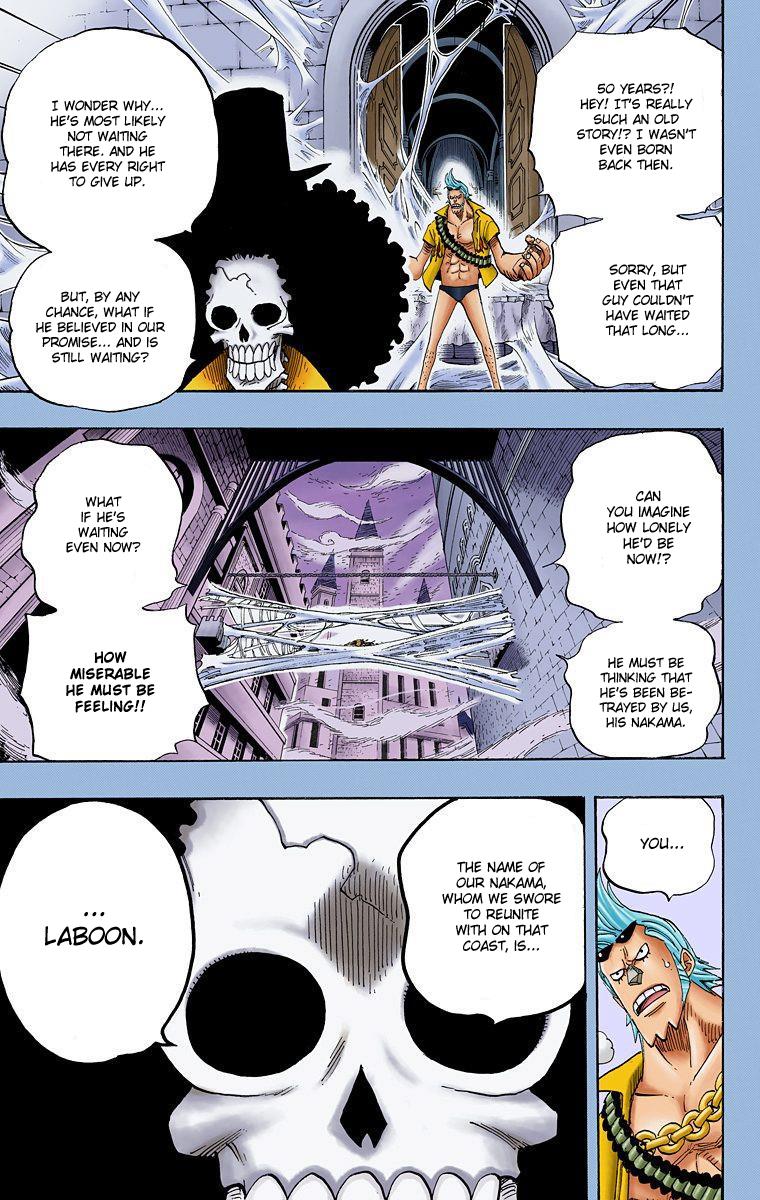 50 YEARS?!
HEY! IT'S REALLY
SUCH AN OLD
STORY!? I WASN'T
EVEN BORN
BACK THEN.
SORRY, BUT
EVEN THAT
GUY COULDN'T
HAVE WAITED
THAT LONG...
I WONDER WHY...
HE'S MOST LIKELY
NOT WAITING
THERE. AND HE
HAS EVERY RIGHT
TO GIVE UP.
BUT, BY ANY
CHANCE, WHAT IF
HE BELIEVED IN OUR
PROMISE... AND IS
STILL WAITING?
CAN
YOU IMAGINE
HOW LONELY
HE'D BE
NOW!?
HE MUST BE
THINKING THAT
HE'S BEEN BE-
TRAYED BY US,
HIS NAKAMA.
WHAT
IF HE'S
WAITING
EVEN NOW?
HOW
MISERABLE
HE MUST BE
FEELING!!
YOU...
THE NAME OF
OUR NAKAMA,
WHOM WE SWORE
TO REUNITE
WITH ON THAT
COAST, IS...
...
LABOON.